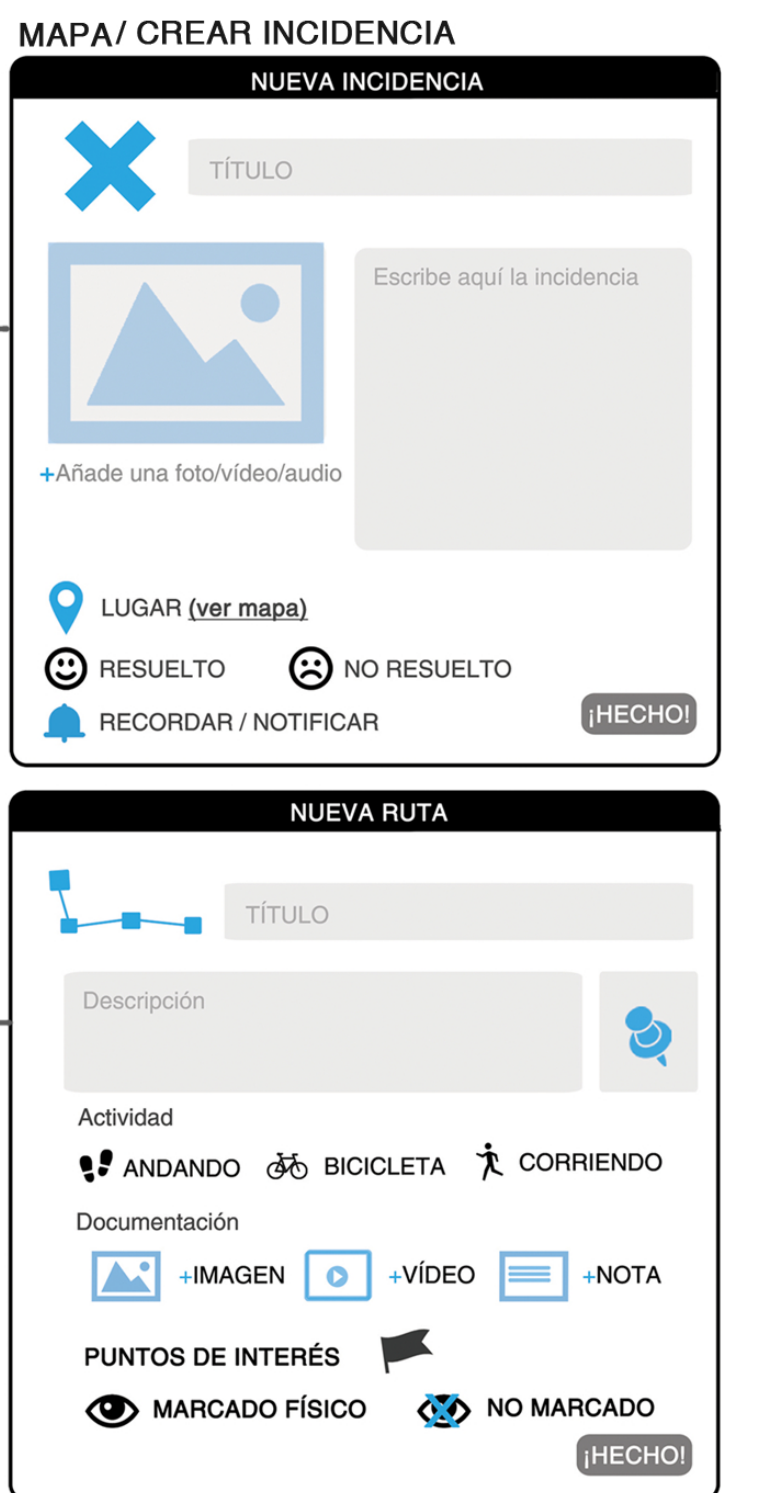 MAPA/ CREAR INCIDENCIA
NUEVA INCIDENCIA
TÍTULO
Escribe aquí la incidencia
+Añade una foto/vídeo/audio
LUGAR (ver mapa)
RESUELTO NO RESUELTO
RECORDAR / NOTIFICAR
¡HECHO!
NUEVA RUTA
TÍTULO
Descripción
Actividad
ANDANDO BICICLETA CORRIENDO
Documentación
+IMAGEN +VÍDEO +NOTA
PUNTOS DE INTERÉS
MARCADO FÍSICO NO MARCADO
¡HECHO!